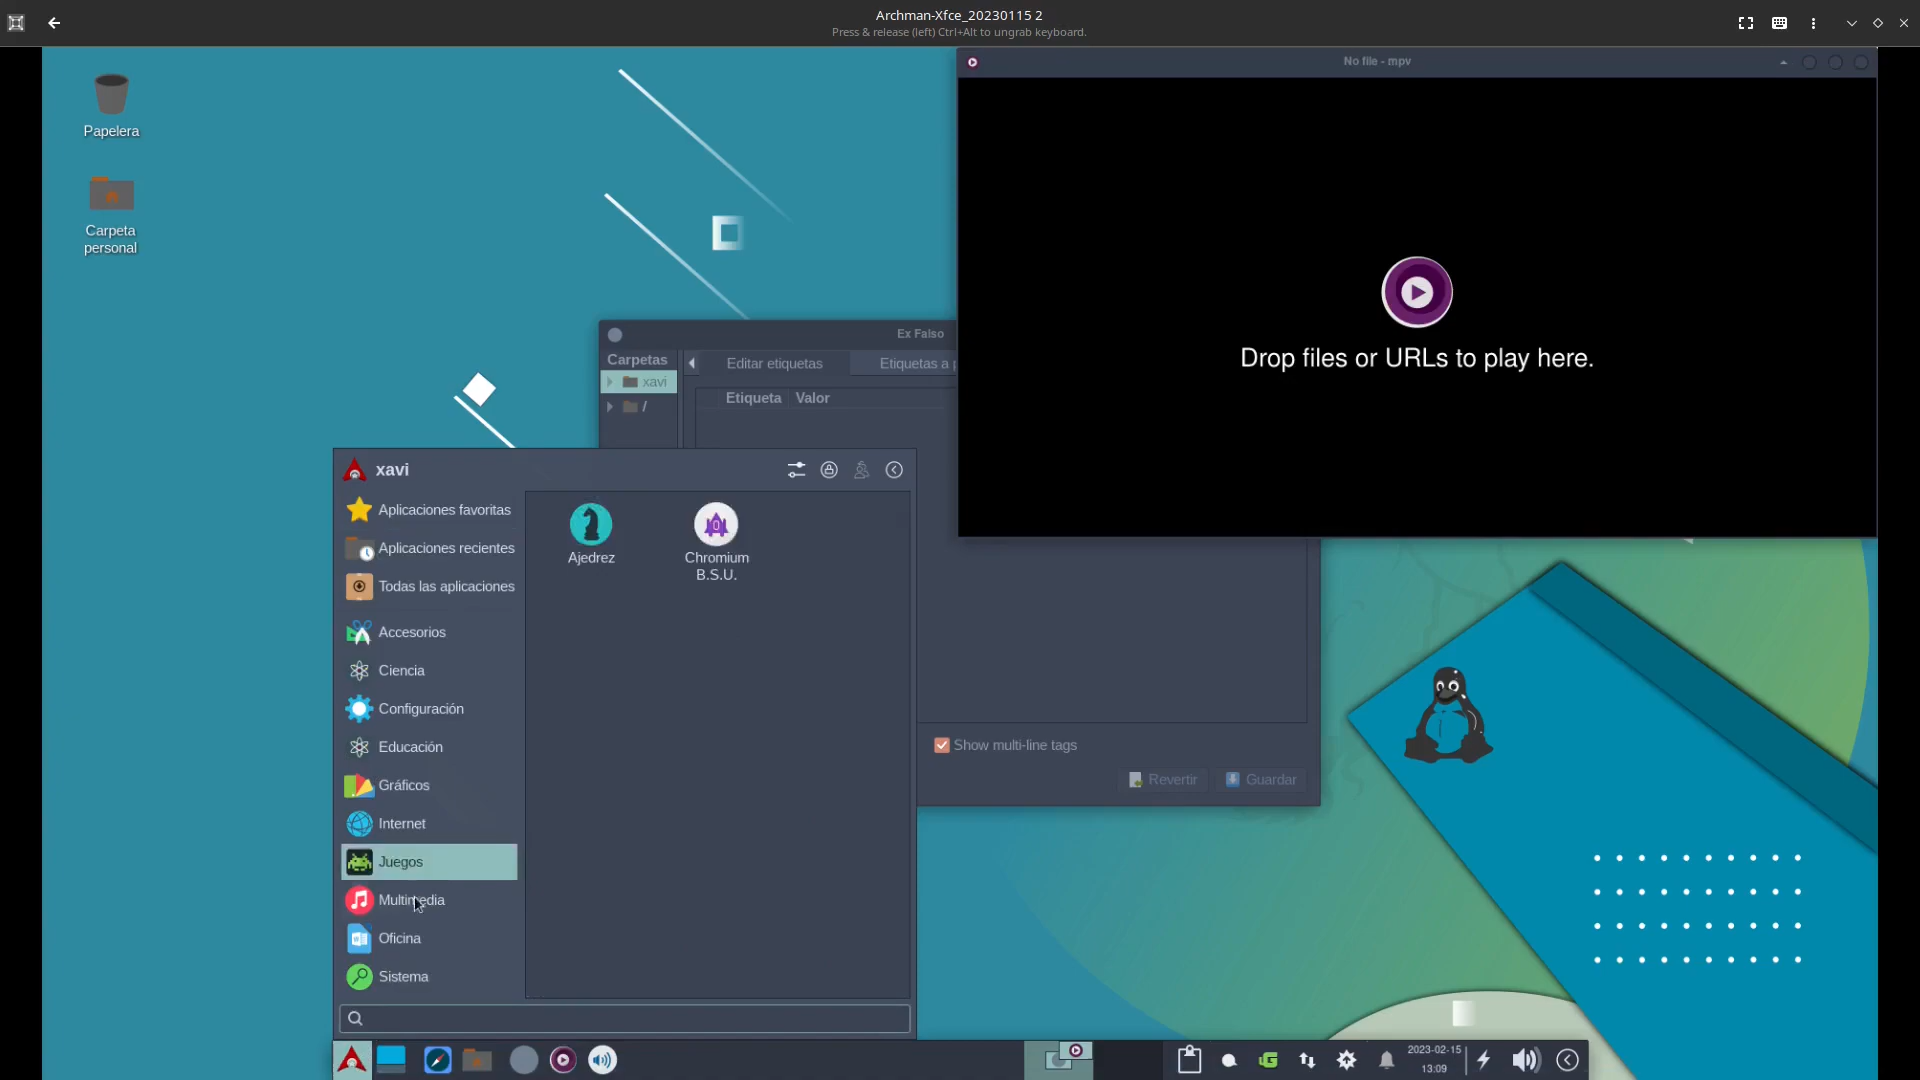 Archman-Xfce_20230115 2
Press & release (left) Ctrl+Alt to ungrab keyboard.
Papelera
Carpeta
personal
No file - mpv
Drop files or URLs to play here.
Ex Falso
Carpetas
Editar etiquetas
Etiquetas a p
xavi
/
Etiqueta
Valor
Show multi-line tags
Revertir
Guardar
xavi
Aplicaciones favoritas
Aplicaciones recientes
Todas las aplicaciones
Accesorios
Ciencia
Configuración
Educación
Gráficos
Internet
Juegos
Multimedia
Oficina
Sistema
Ajedrez
Chromium
B.S.U.
2023-02-15
13:09